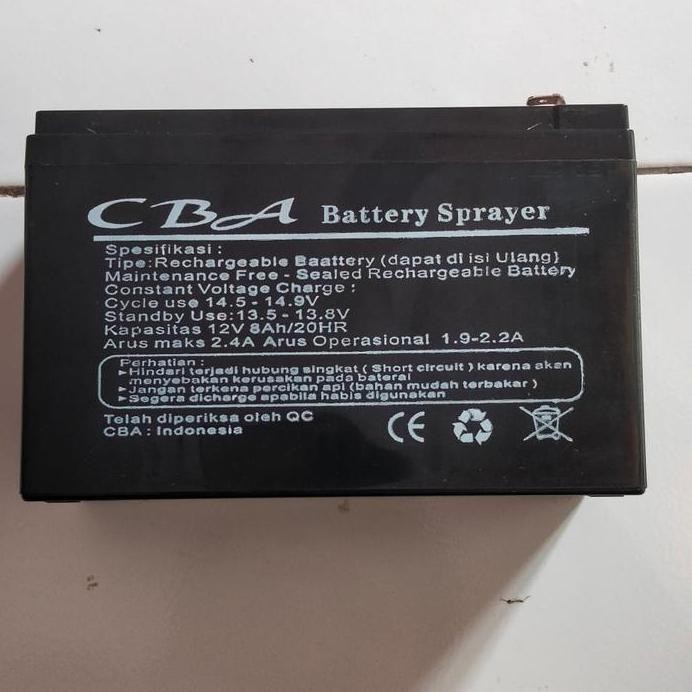 CBA Battery Sprayer
Spesifikasi :
Tipe:Rechargeable Baattery (dapat di isi Ulang}
Maintenance Free - Sealed Rechargeable Battery
Constant Voltage Charge :
Cycle use 14.5 - 14.9V
Standby Use:13.5 - 13.8V
Kapasitas 12V 8Ah/20HR
Arus maks 2.4A Arus Operasional 1.9-2.2A
Perhatian :
▸Hindari terjadi hubung singkat ( Short circuit ) karena akan
menyebakan kerusakan pada baterai
▸Jangan terkena percikan api (bahan mudah terbakar )
▸Segera dicharge apabila habis digunakan
Telah diperiksa oleh QC
CBA : Indonesia
CE